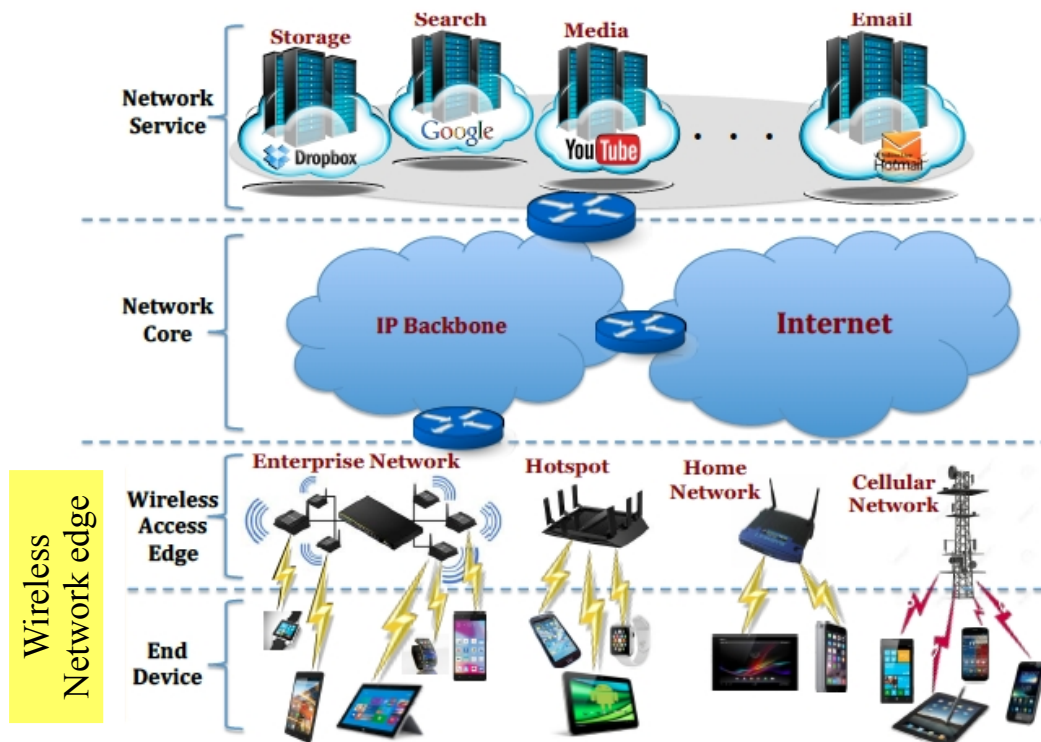 Search
Storage
Media
Email
Network
Service
Dropbox
Google
YouTube
Hotmail
Network
Core
IP Backbone
Internet
Wireless
Network edge
Enterprise Network
Hotspot
Home
Network
Cellular
Network
Wireless
Access
Edge
End
Device